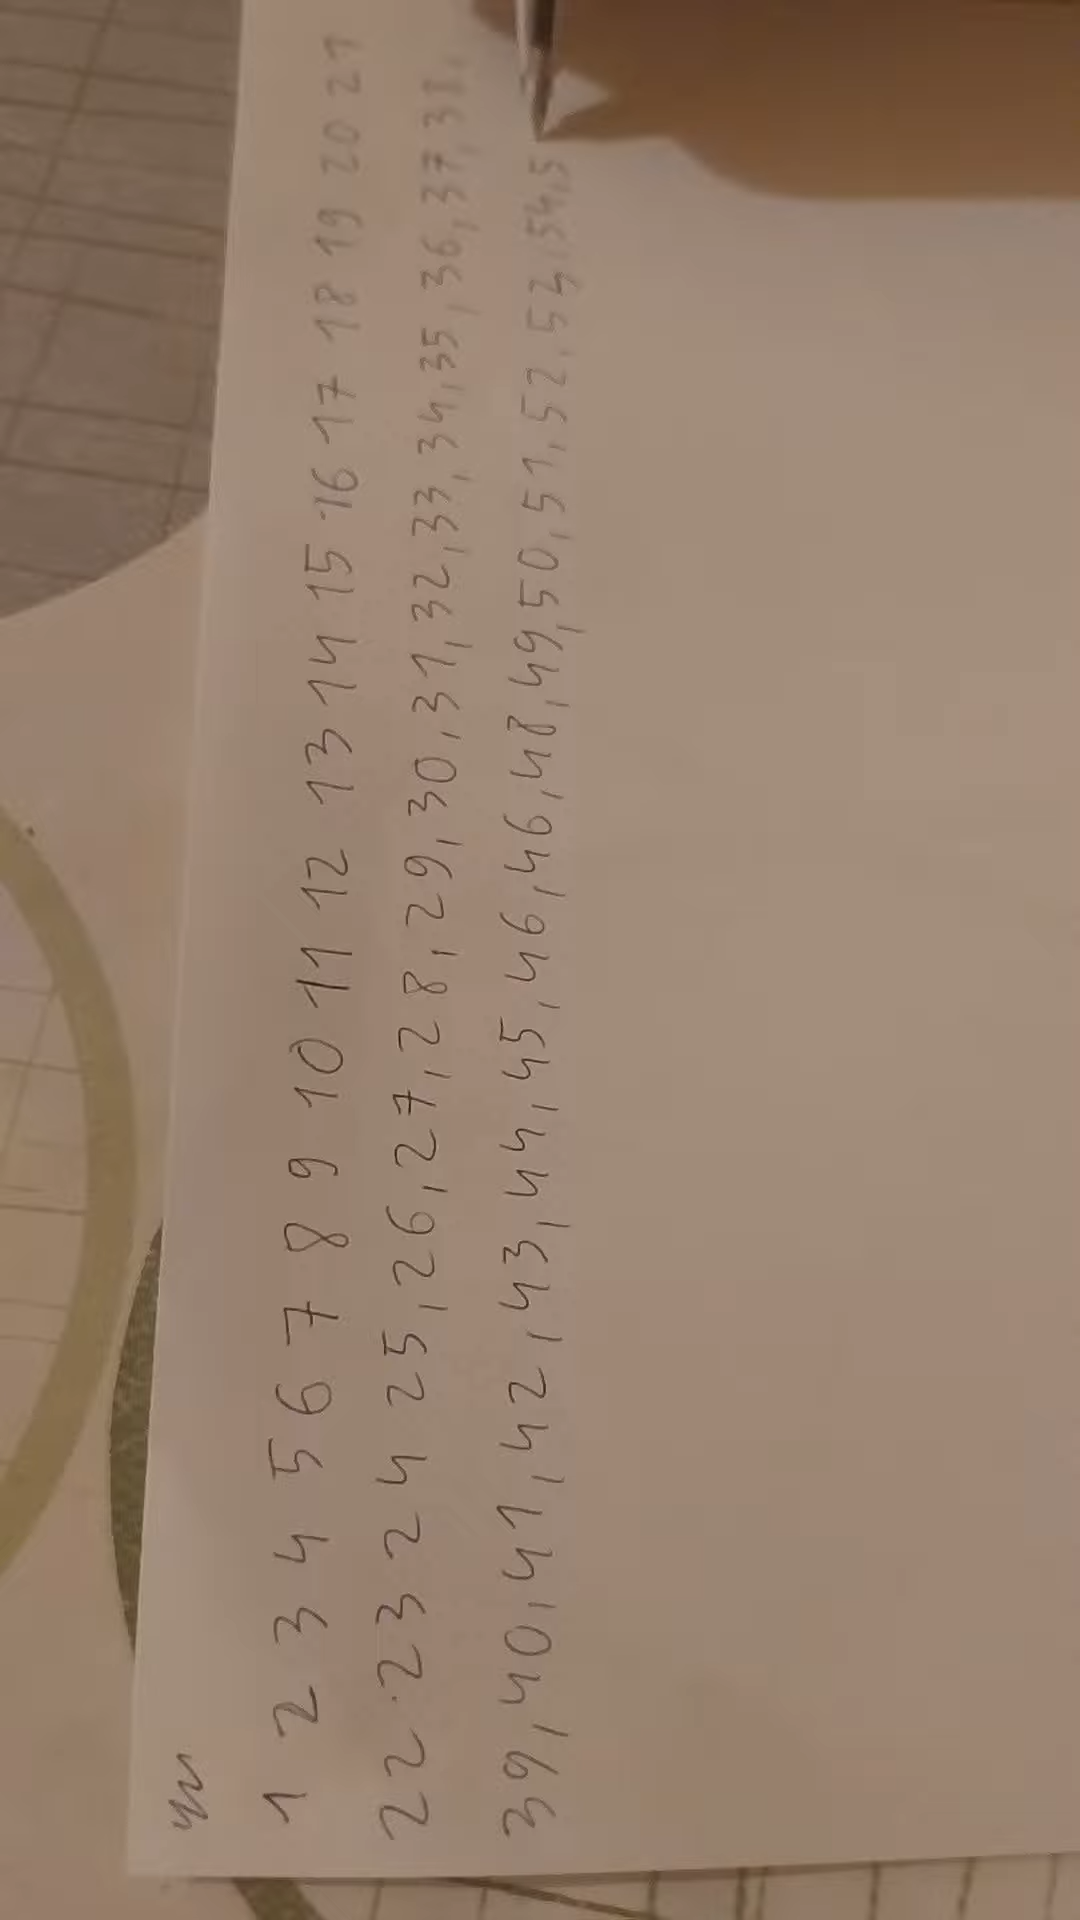 1 2 3 4 5 6 7 8 9 10 11 12 13 14 15 16 17 18 19 20 21
22 23 24 25, 26, 27, 28, 29, 30, 31, 32, 33, 34, 35, 36, 37, 38,
39, 40, 41, 42, 43, 44, 45, 46, 46, 48, 49, 50, 51, 52, 53, 54, 5